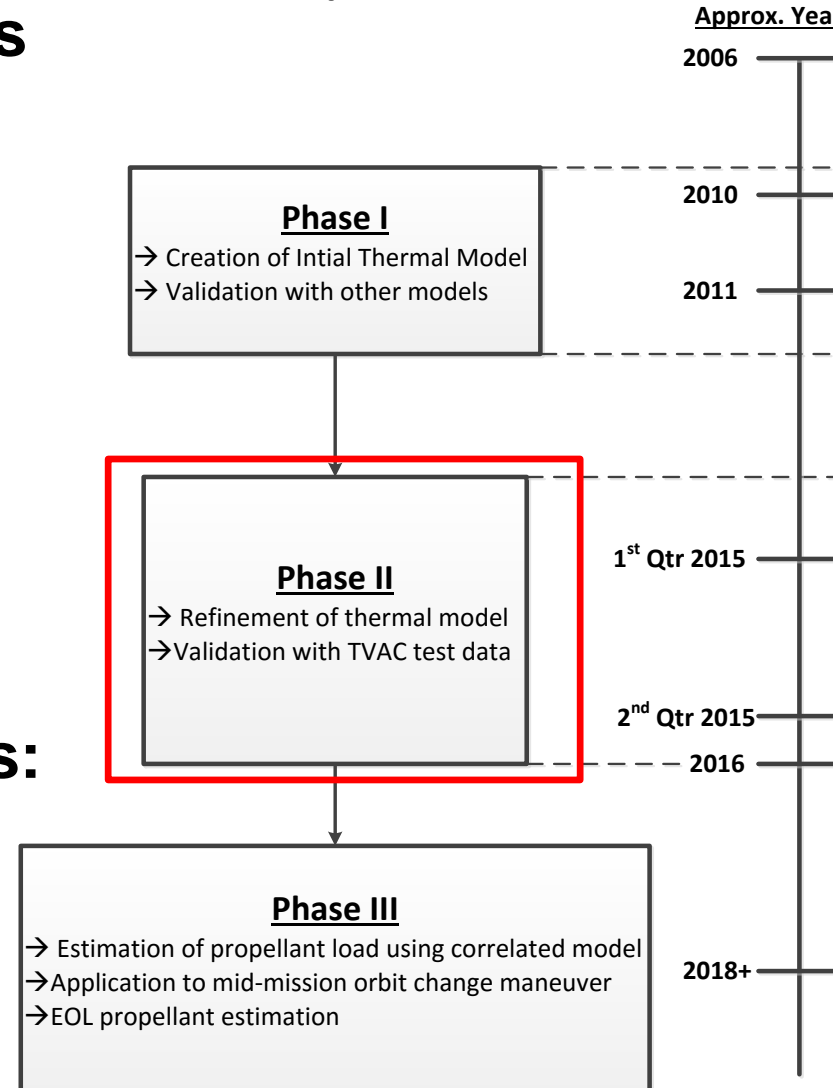 s
Approx. Yea
2006
Phase I
→ Creation of Intial Thermal Model
→ Validation with other models
2010
2011
Phase II
→ Refinement of thermal model
→Validation with TVAC test data
1st Qtr 2015
2nd Qtr 2015
s:
2016
Phase III
→ Estimation of propellant load using correlated model
→Application to mid-mission orbit change maneuver
→EOL propellant estimation
2018+